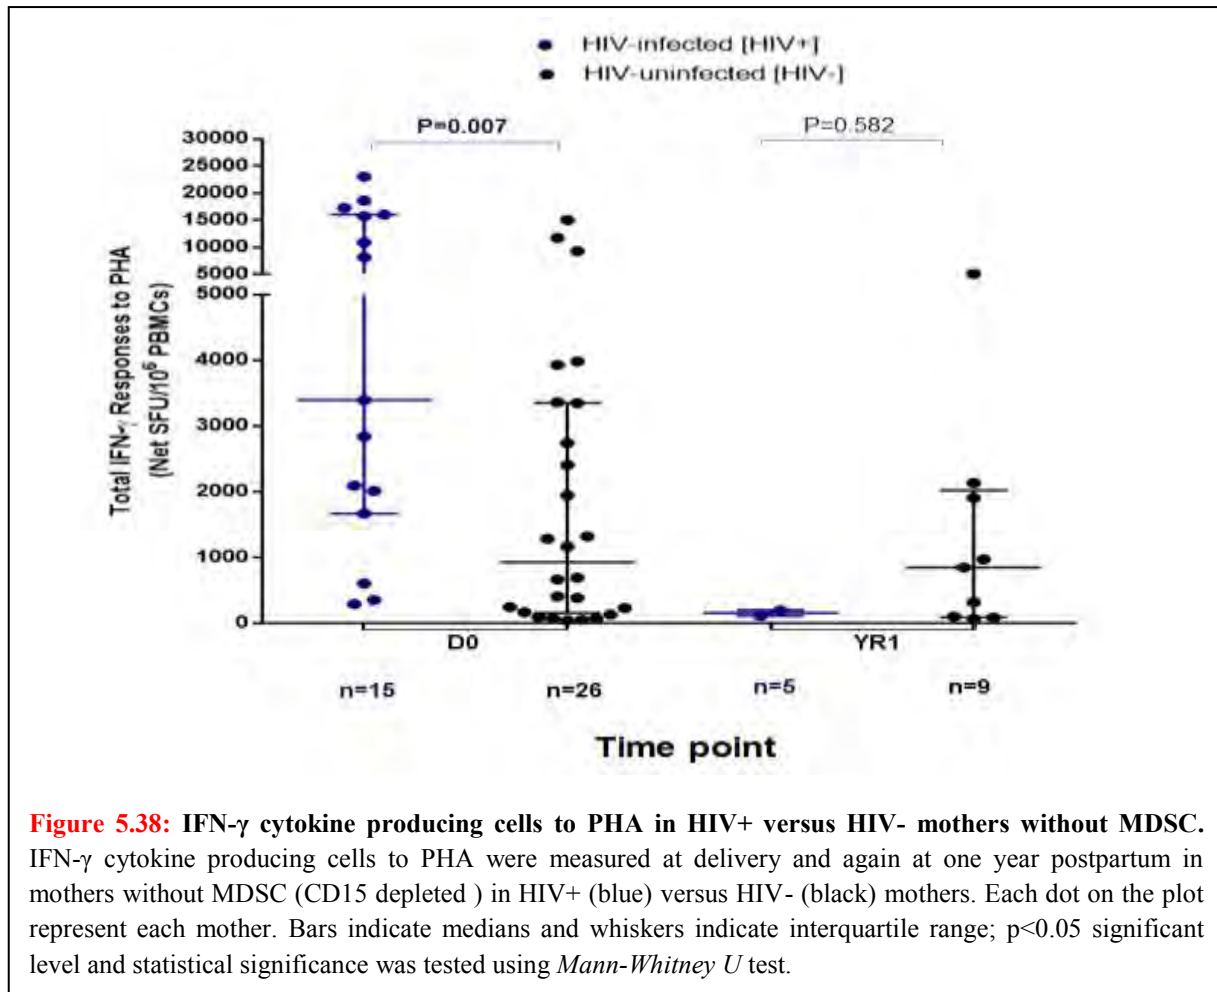 HIV-infected [HIV+]
HIV-uninfected [HIV-]
P=0.007
P=0.582
30000
25000
20000
15000
10000
5000
5000
4000
3000
2000
1000
0
Total IFN-γ Responses to PHA
(Net SFU/10⁶ PBMCs)
D0
YR1
n=15
n=26
n=5
n=9
Time point
Figure 5.38: IFN-γ cytokine producing cells to PHA in HIV+ versus HIV- mothers without MDSC.
IFN-γ cytokine producing cells to PHA were measured at delivery and again at one year postpartum in
mothers without MDSC (CD15 depleted ) in HIV+ (blue) versus HIV- (black) mothers. Each dot on the plot
represent each mother. Bars indicate medians and whiskers indicate interquartile range; p<0.05 significant
level and statistical significance was tested using Mann-Whitney U test.